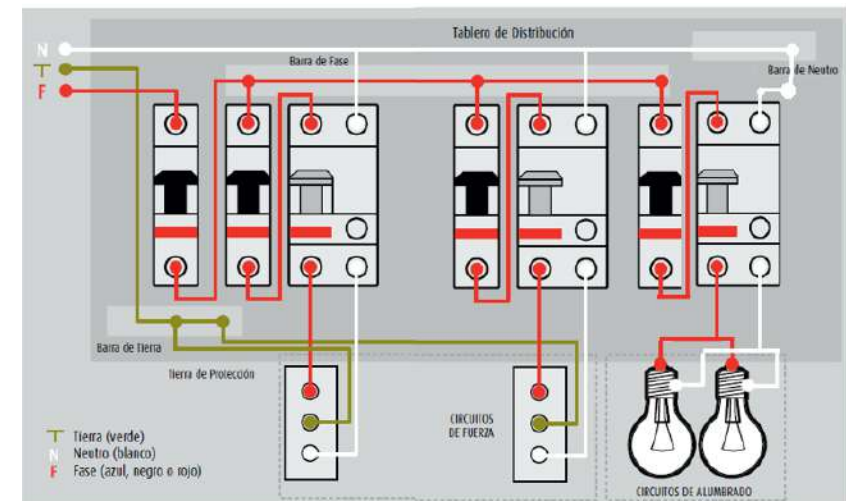 Tablero de Distribución
N
T
F
Barra de Fase
Barra de Neutro
Barra de Tierra
Tierra de Protección
CIRCUITOS
DE FUERZA
T Tierra (verde)
N Neutro (blanco)
F Fase (azul, negro o rojo)
CIRCUITOS DE ALUMBRADO